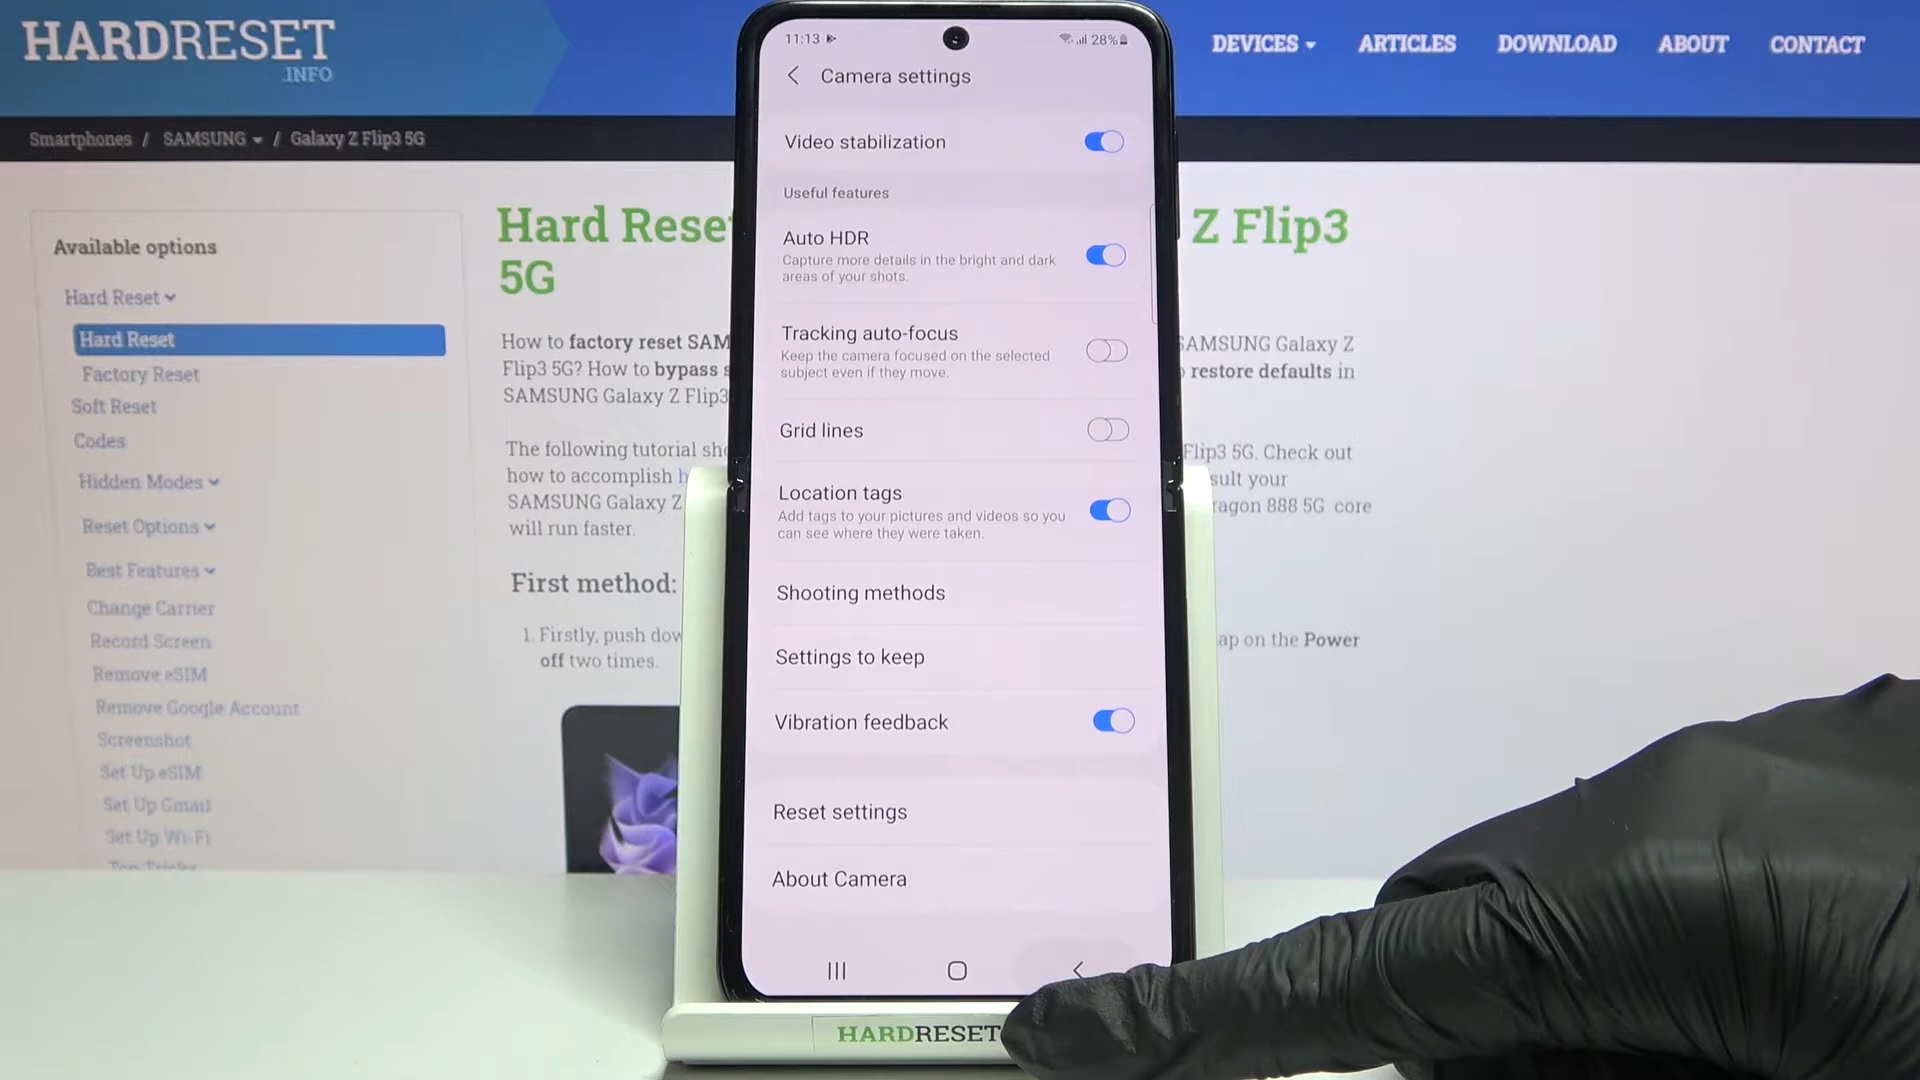 HARDRESET
.INFO
DEVICES
ARTICLES
DOWNLOAD
ABOUT
CONTACT
Smartphones / SAMSUNG / Galaxy Z Flip3 5G
Available options
Hard Reset
Hard Reset
Factory Reset
Soft Reset
Codes
Hidden Modes
Reset Options
Best Features
Change Carrier
Record Screen
Remove eSIM
Remove Google Account
Screenshot
Set Up eSIM
Set Up Gmail
Set Up Wi-Fi
Top Tricks
Hard Reset
Z Flip3
5G
How to factory reset SAM
SAMSUNG Galaxy Z
Flip3 5G? How to bypass s
restore defaults in
SAMSUNG Galaxy Z Flip3
The following tutorial sho
Flip3 5G. Check out
how to accomplish h
sult your
SAMSUNG Galaxy Z
ragon 888 5G core
will run faster.
First method:
1. Firstly, push dow
ap on the Power
off two times.
11:13
28%
Camera settings
Video stabilization
Useful features
Auto HDR
Capture more details in the bright and dark
areas of your shots.
Tracking auto-focus
Keep the camera focused on the selected
subject even if they move.
Grid lines
Location tags
Add tags to your pictures and videos so you
can see where they were taken.
Shooting methods
Settings to keep
Vibration feedback
Reset settings
About Camera
HARDRESET